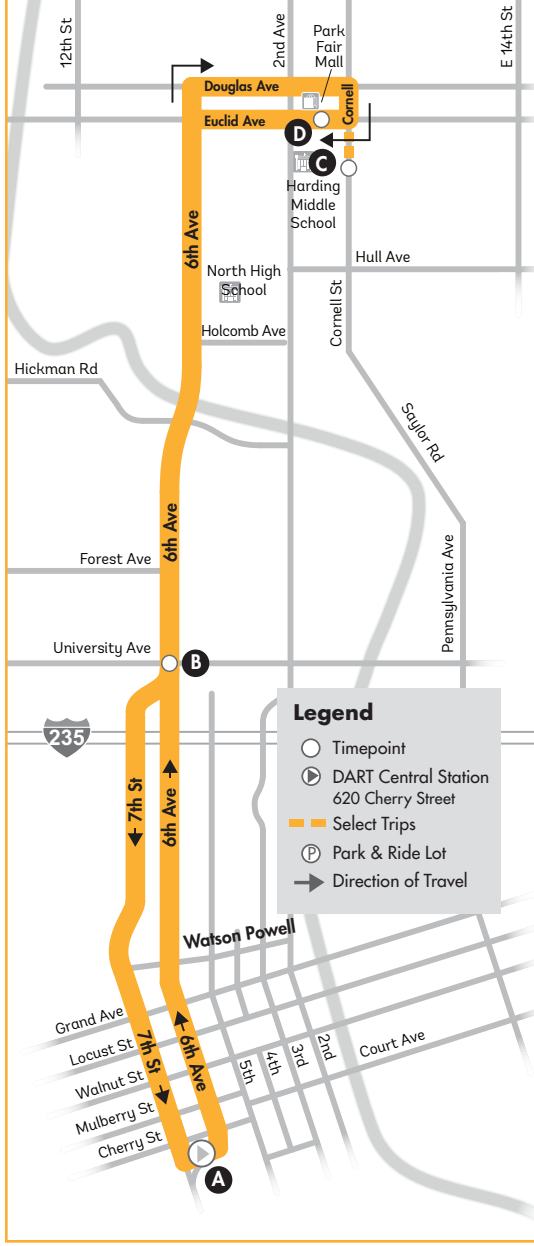 12th St
2nd Ave
Park
Fair
Mall
E 14th St
Douglas Ave
Cornell
Euclid Ave
D
C
Harding
Middle
School
6th Ave
Hull Ave
North High
School
Cornell St
Holcomb Ave
Hickman Rd
Saylor Rd
6th Ave
Forest Ave
Pennsylvania Ave
University Ave
B
235
7th St
6th Ave
Legend
Timepoint
DART Central Station
620 Cherry Street
Select Trips
P Park & Ride Lot
Direction of Travel
Watson Powell
Grand Ave
Locust St
Walnut St
Mulberry St
Cherry St
7th St
6th Ave
5th
4th
3rd
2nd
Court Ave
A